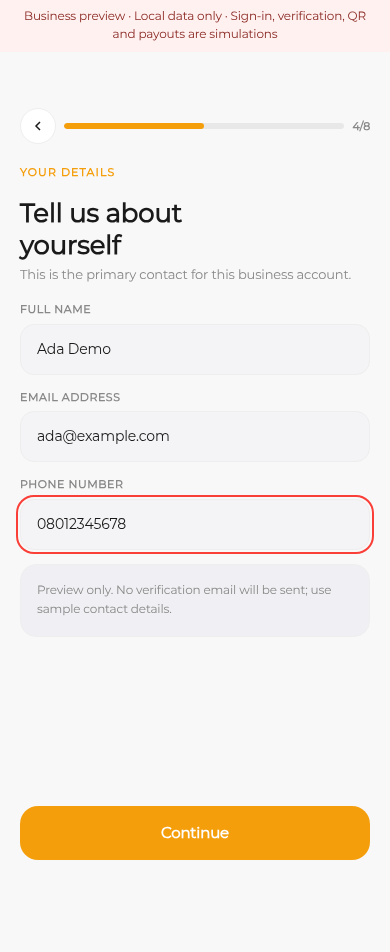 Business preview · Local data only · Sign-in, verification, QR
and payouts are simulations
4/8
YOUR DETAILS
Tell us about
yourself
This is the primary contact for this business account.
FULL NAME
Ada Demo
EMAIL ADDRESS
ada@example.com
PHONE NUMBER
08012345678
Preview only. No verification email will be sent; use
sample contact details.
Continue